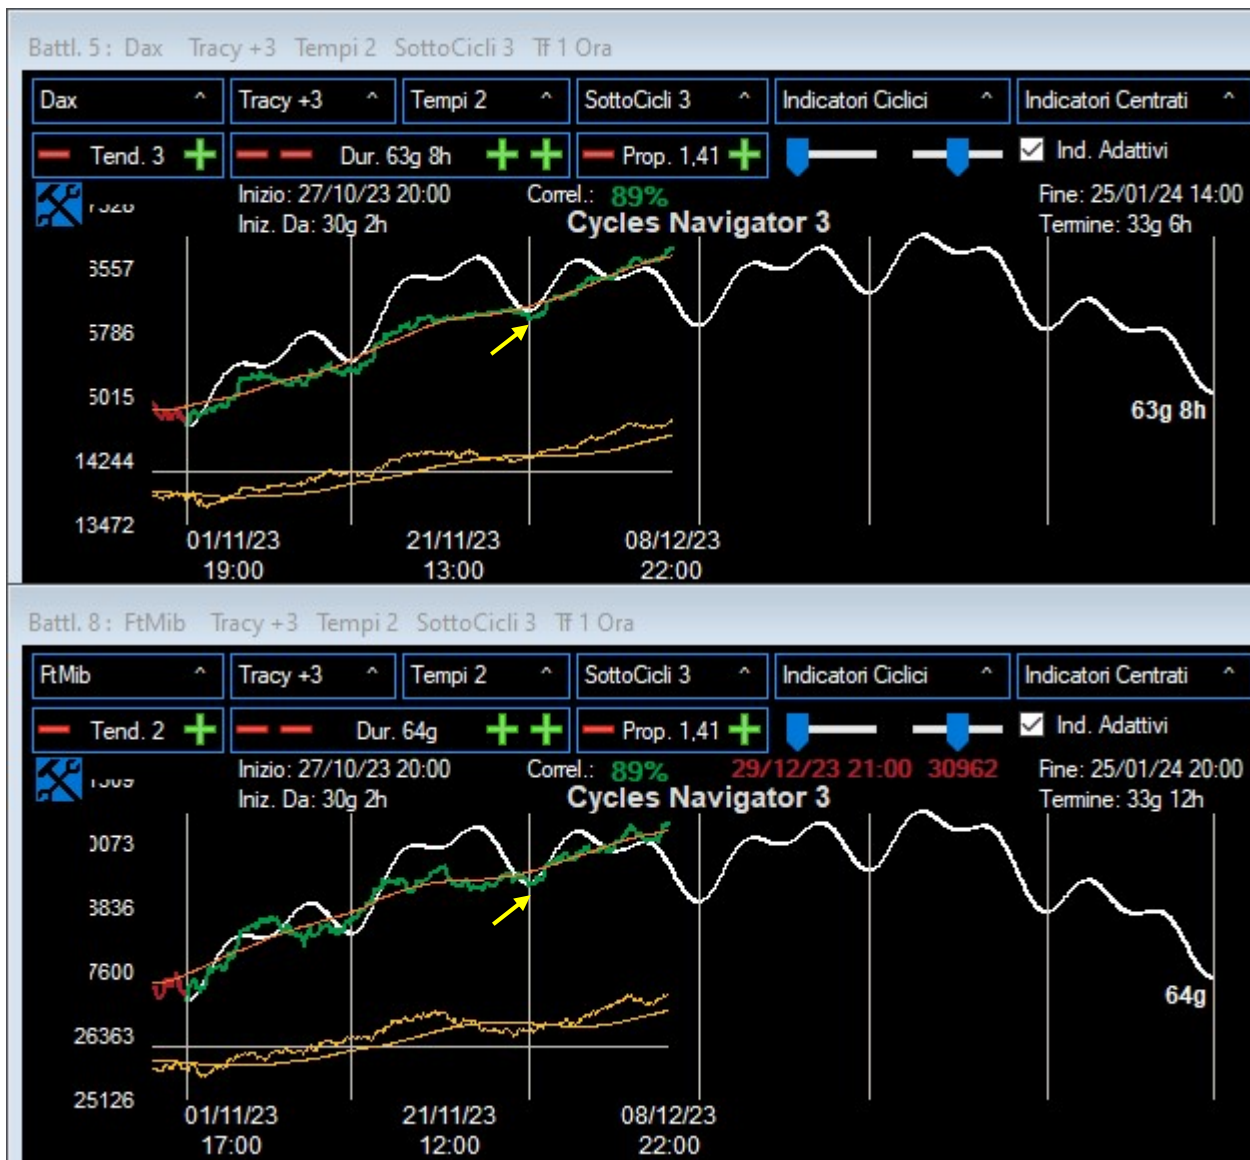 Battl. 5 : Dax Tracy +3 Tempi 2 SottoCicli 3 Tf 1 Ora
Dax ^ Tracy +3 ^ Tempi 2 ^ SottoCicli 3 ^ Indicatori Ciclici ^ Indicatori Centrati ^
Tend. 3 Dur. 63g 8h Prop. 1,41 Ind. Adattivi
Inizio: 27/10/23 20:00 Correl.: 89% Fine: 25/01/24 14:00
Iniz. Da: 30g 2h Cycles Navigator 3 Termine: 33g 6h
3557
5786
5015
63g 8h
14244
13472
01/11/23 21/11/23 08/12/23
19:00 13:00 22:00
Battl. 8 : FtMib Tracy +3 Tempi 2 SottoCicli 3 Tf 1 Ora
FtMib ^ Tracy +3 ^ Tempi 2 ^ SottoCicli 3 ^ Indicatori Ciclici ^ Indicatori Centrati ^
Tend. 2 Dur. 64g Prop. 1,41 Ind. Adattivi
Inizio: 27/10/23 20:00 Correl.: 89% 29/12/23 21:00 30962 Fine: 25/01/24 20:00
Iniz. Da: 30g 2h Cycles Navigator 3 Termine: 33g 12h
0073
3836
7600
64g
26363
25126
01/11/23 21/11/23 08/12/23
17:00 12:00 22:00